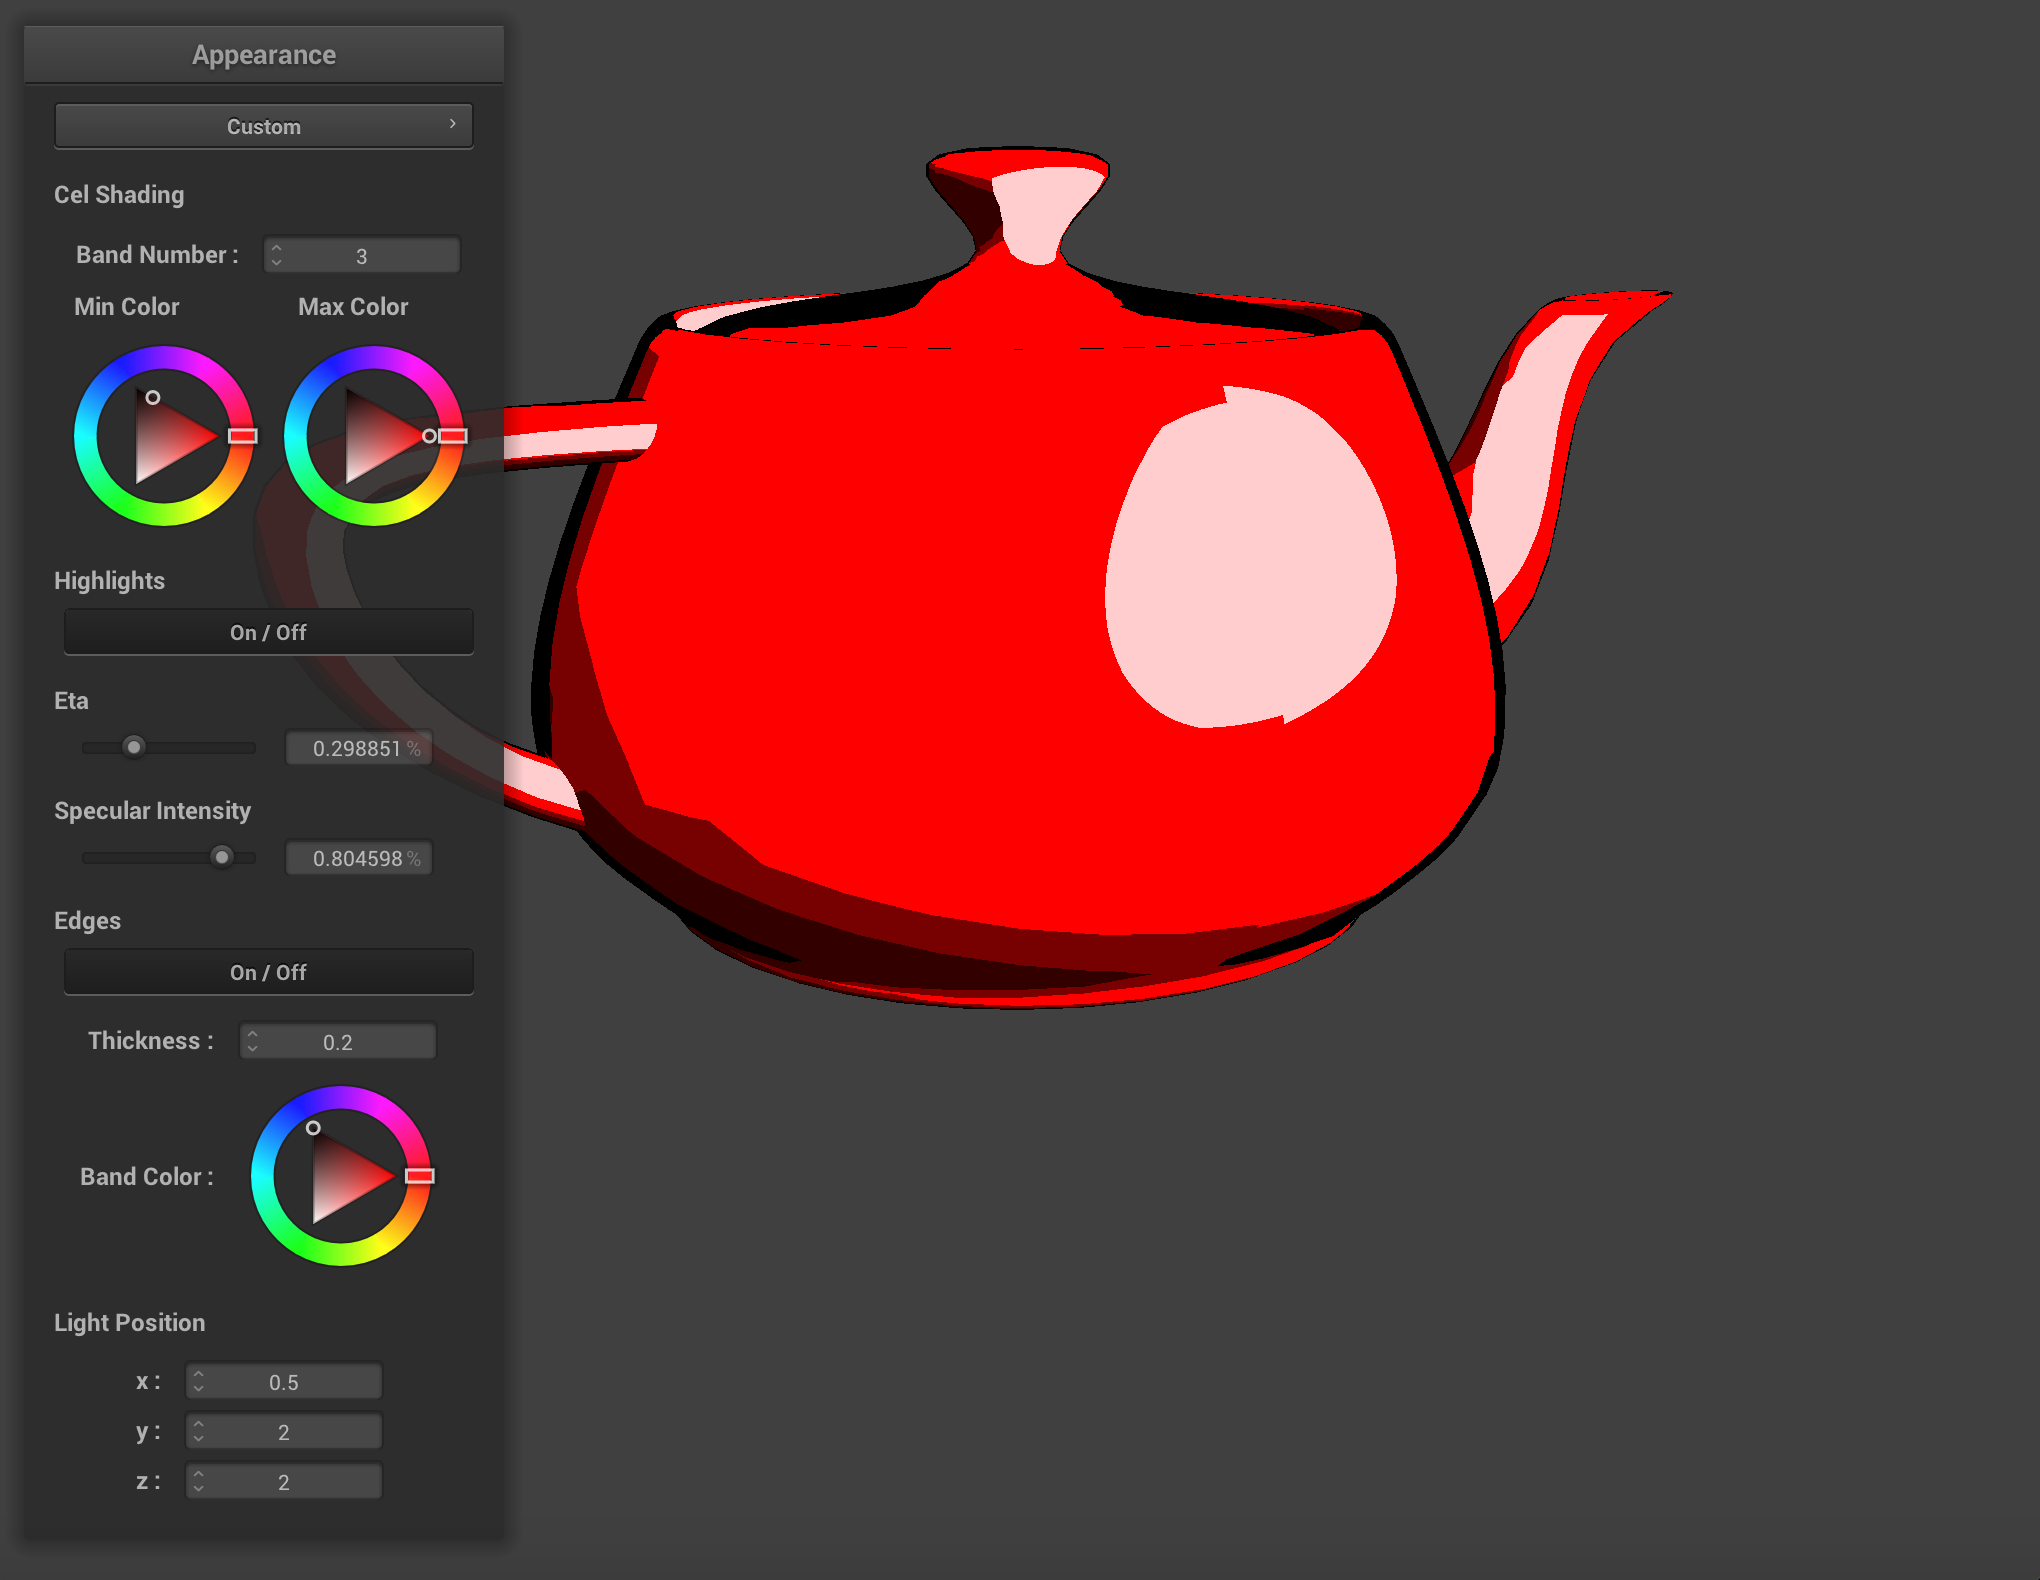 Appearance
Custom
Cel Shading
Band Number : 3
Min Color Max Color
Highlights
On / Off
Eta
0.298851 %
Specular Intensity
0.804598 %
Edges
On / Off
Thickness : 0.2
Band Color :
Light Position
x : 0.5
y : 2
z : 2